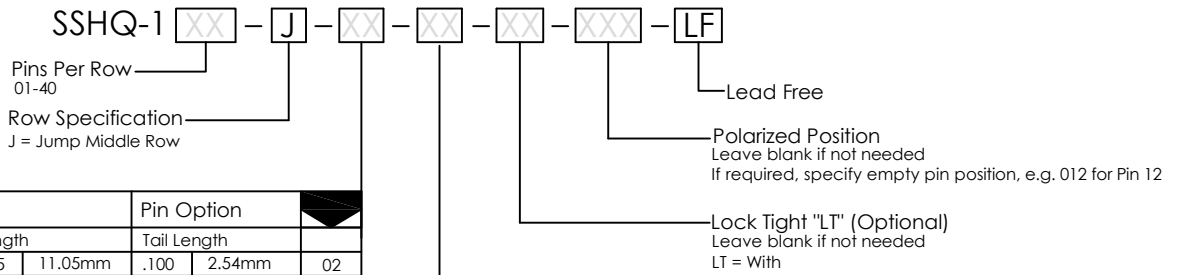 SSHQ-1 XX - J - XX - XX - XX - XXX - LF
Pins Per Row
01-40
Row Specification
J = Jump Middle Row
Lead Free
Polarized Position
Leave blank if not needed
If required, specify empty pin position, e.g. 012 for Pin 12
Lock Tight "LT" (Optional)
Leave blank if not needed
LT = With
Pin Option
Tail Length
11.05mm .100 2.54mm 02